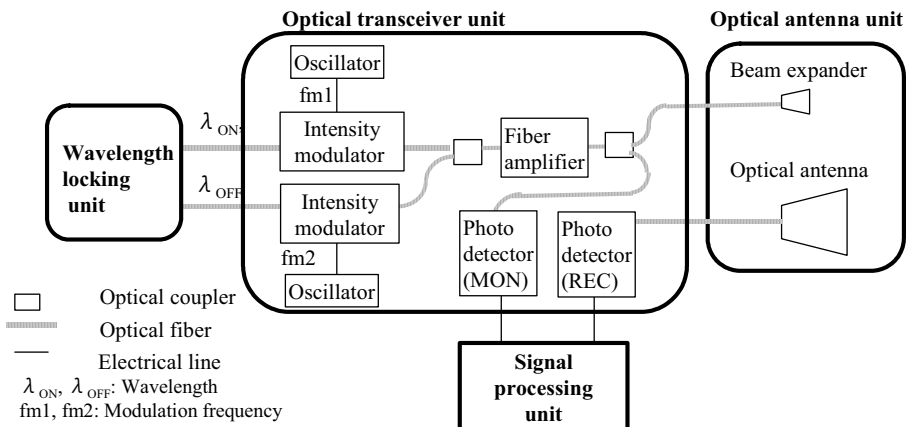 Optical transceiver unit
Optical antenna unit
Oscillator
fm1
Beam expander
λ ON,
Intensity
modulator
Fiber
amplifier
Wavelength
locking
unit
λ OFF
Intensity
modulator
Optical antenna
fm2
Oscillator
Photo
detector
(MON)
Photo
detector
(REC)
Optical coupler
Optical fiber
Electrical line
λ ON, λ OFF: Wavelength
fm1, fm2: Modulation frequency
Signal
processing
unit